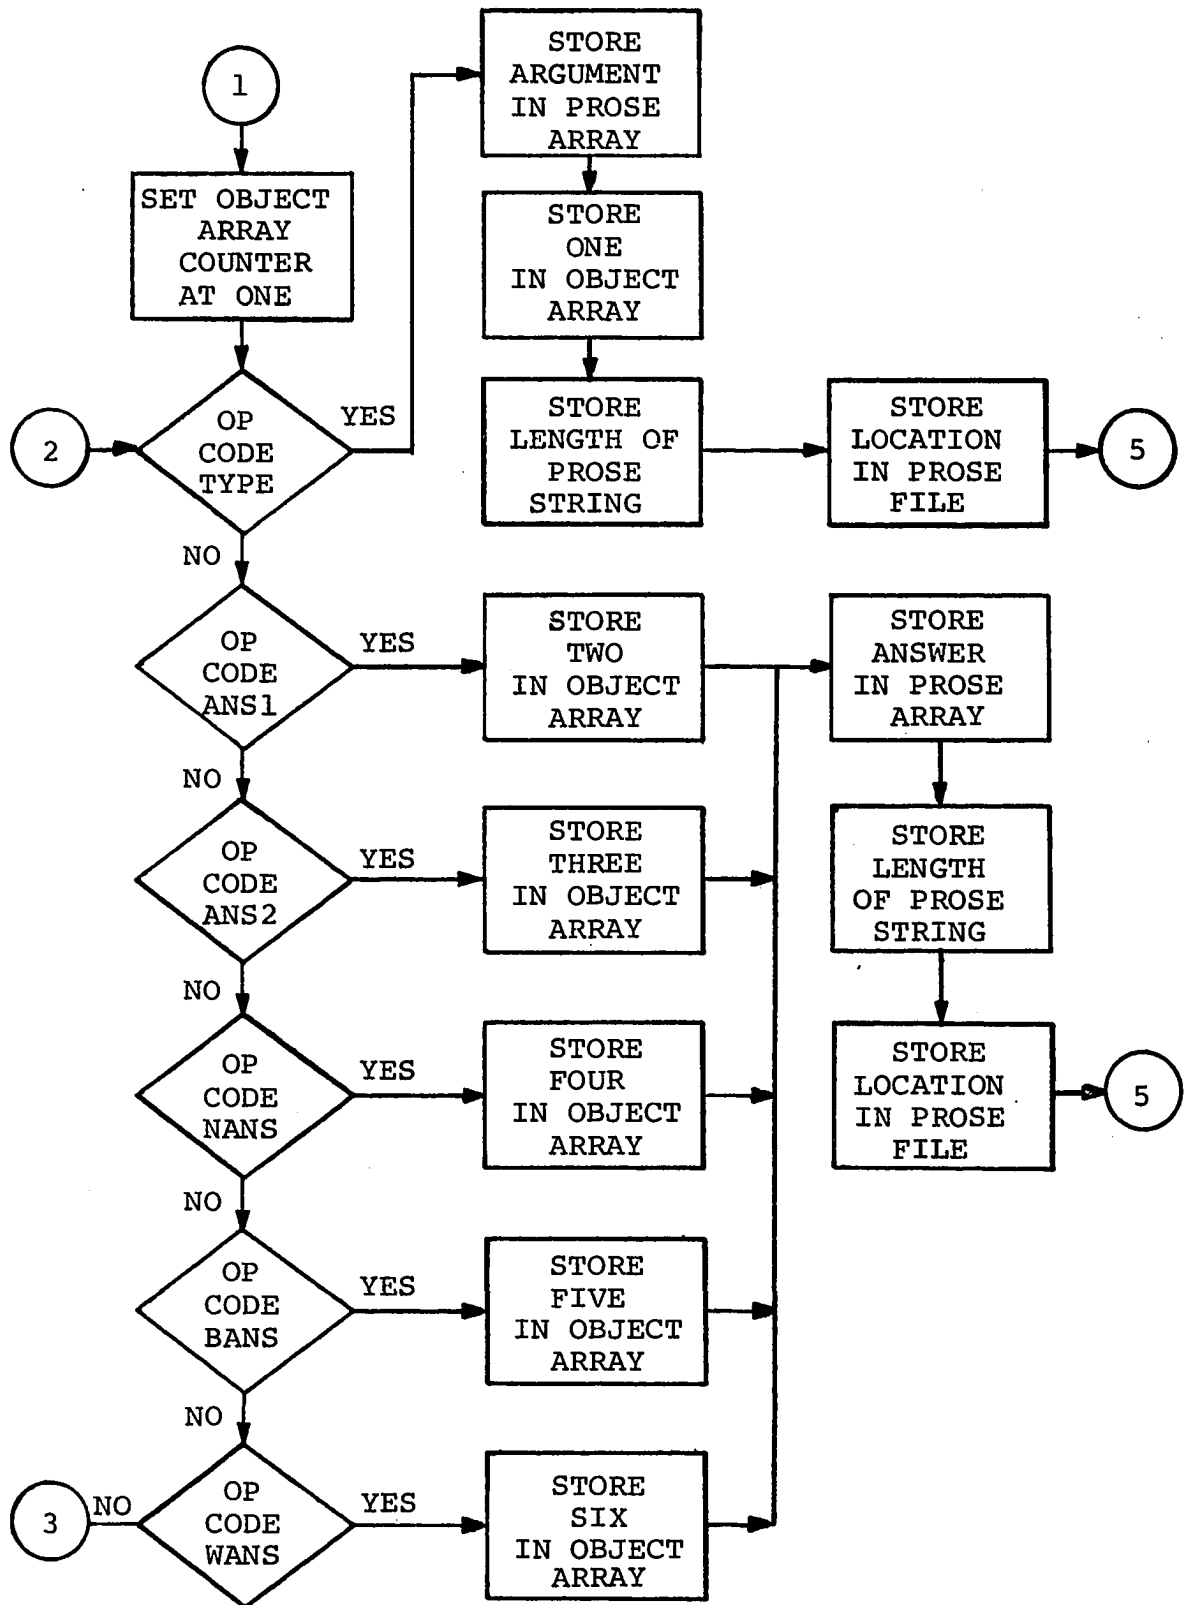 1
SET OBJECT
ARRAY
COUNTER
AT ONE
2
OP
CODE
TYPE
YES
STORE
ARGUMENT
IN PROSE
ARRAY
STORE
ONE
IN OBJECT
ARRAY
STORE
LENGTH OF
PROSE
STRING
STORE
LOCATION
IN PROSE
FILE
5
NO
OP
CODE
ANS1
YES
STORE
TWO
IN OBJECT
ARRAY
STORE
ANSWER
IN PROSE
ARRAY
STORE
LENGTH
OF PROSE
STRING
STORE
LOCATION
IN PROSE
FILE
5
NO
OP
CODE
ANS2
YES
STORE
THREE
IN OBJECT
ARRAY
NO
OP
CODE
NANS
YES
STORE
FOUR
IN OBJECT
ARRAY
NO
OP
CODE
BANS
YES
STORE
FIVE
IN OBJECT
ARRAY
NO
OP
CODE
WANS
YES
STORE
SIX
IN OBJECT
ARRAY
NO
3